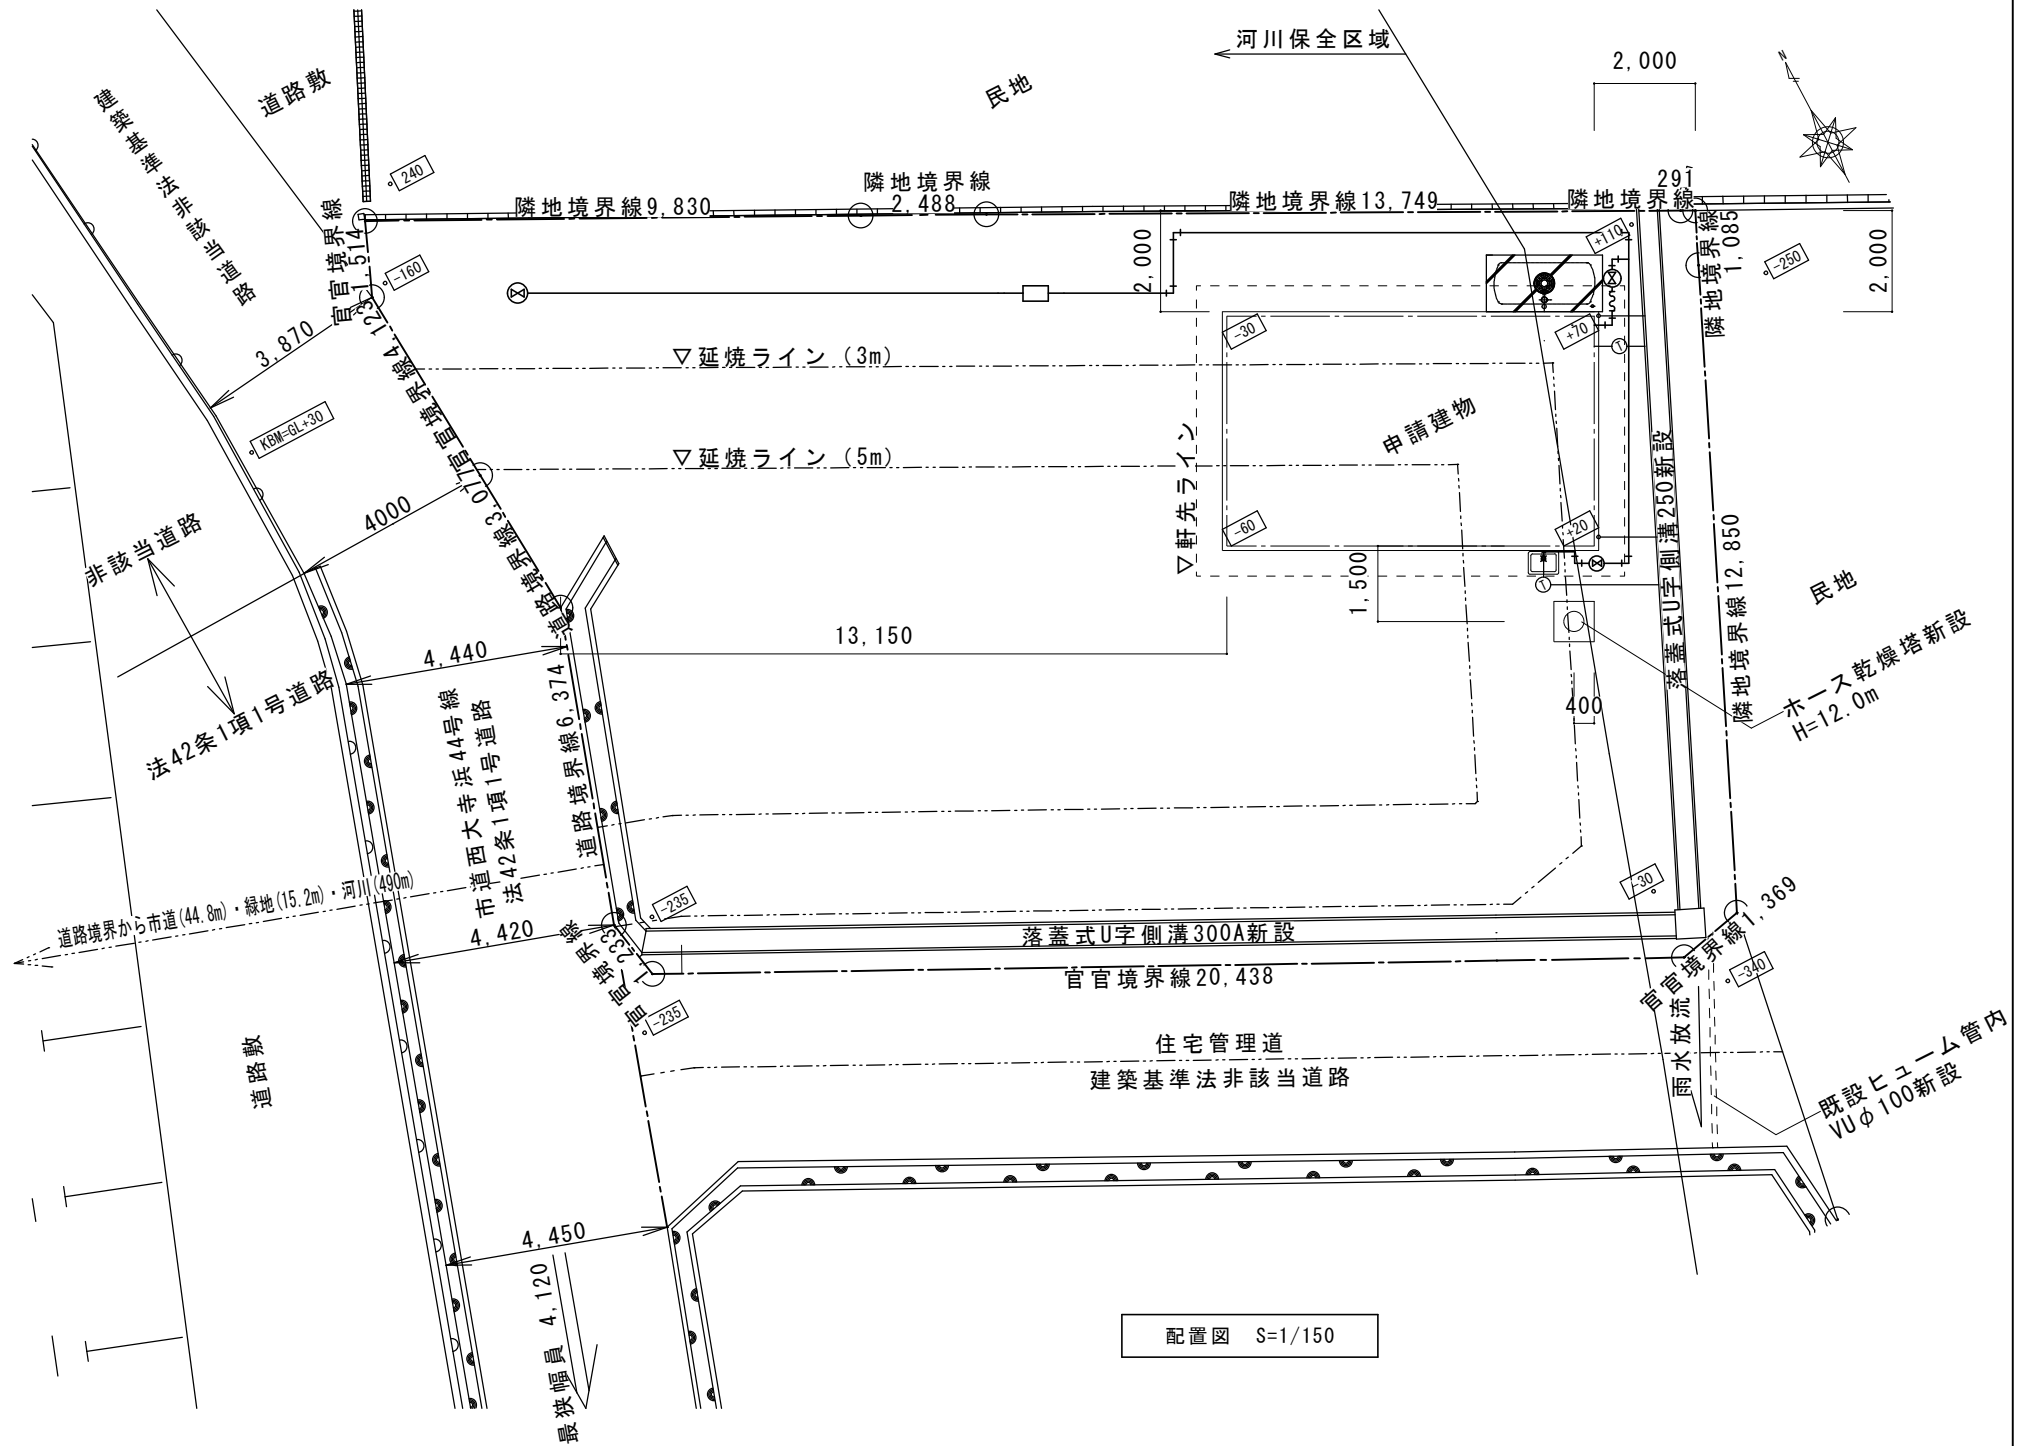 河川保全区域
2,000
N
道路敷
民地
建築基準法非該当道路
240
隣地境界線9,830
隣地境界線
2,488
隣地境界線13,749
隣地境界線
291
官官境界線
1,514
隣地境界線
1,085
2,000
2,000
+110
-250
-160
官官境界線4,123
3,870
▽延焼ライン (3m)
-30
+70
T
KBM=GL+30
▽延焼ライン (5m)
申請建物
▽軒先ライン
落蓋式U字側溝250新設
道路境界線3,077
4000
非該当道路
-60
+20
T
1,500
隣地境界線12,850
民地
13,150
4,440
法42条1項1号道路
市道西大寺浜44号線
法42条1項1号道路
道路境界線6,374
400
ホース乾燥塔新設
H=12.0m
道路境界から市道(44.8m)・緑地(15.2m)・河川(490m)
4,420
-235
-30
落蓋式U字側溝300A新設
官官境界線1,233
官官境界線20,438
官官境界線1,369
-340
-235
住宅管理道
建築基準法非該当道路
雨水放流
既設ヒューム管内
VUφ100新設
道路敷
4,450
最狭幅員 4,120
配置図 S=1/150